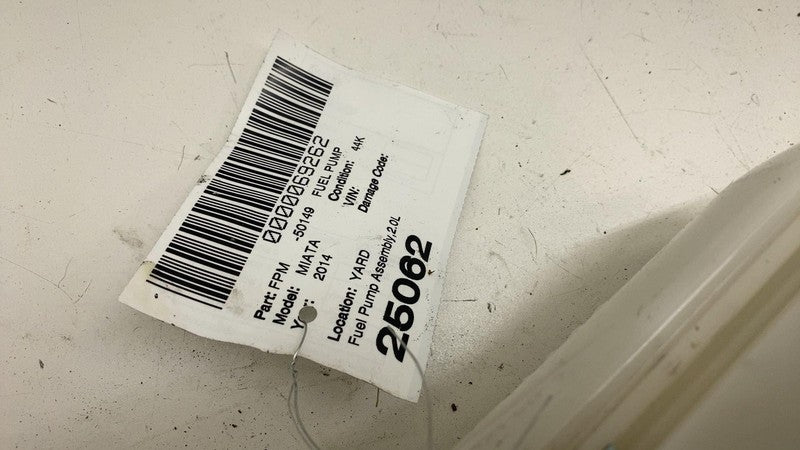 0000069262
Part: FPM -50149 FUEL PUMP
Model: MIATA Condition: 44K
2014 VIN:
Damage Code:
Location: YARD
Fuel Pump Assembly,2.0L
25062